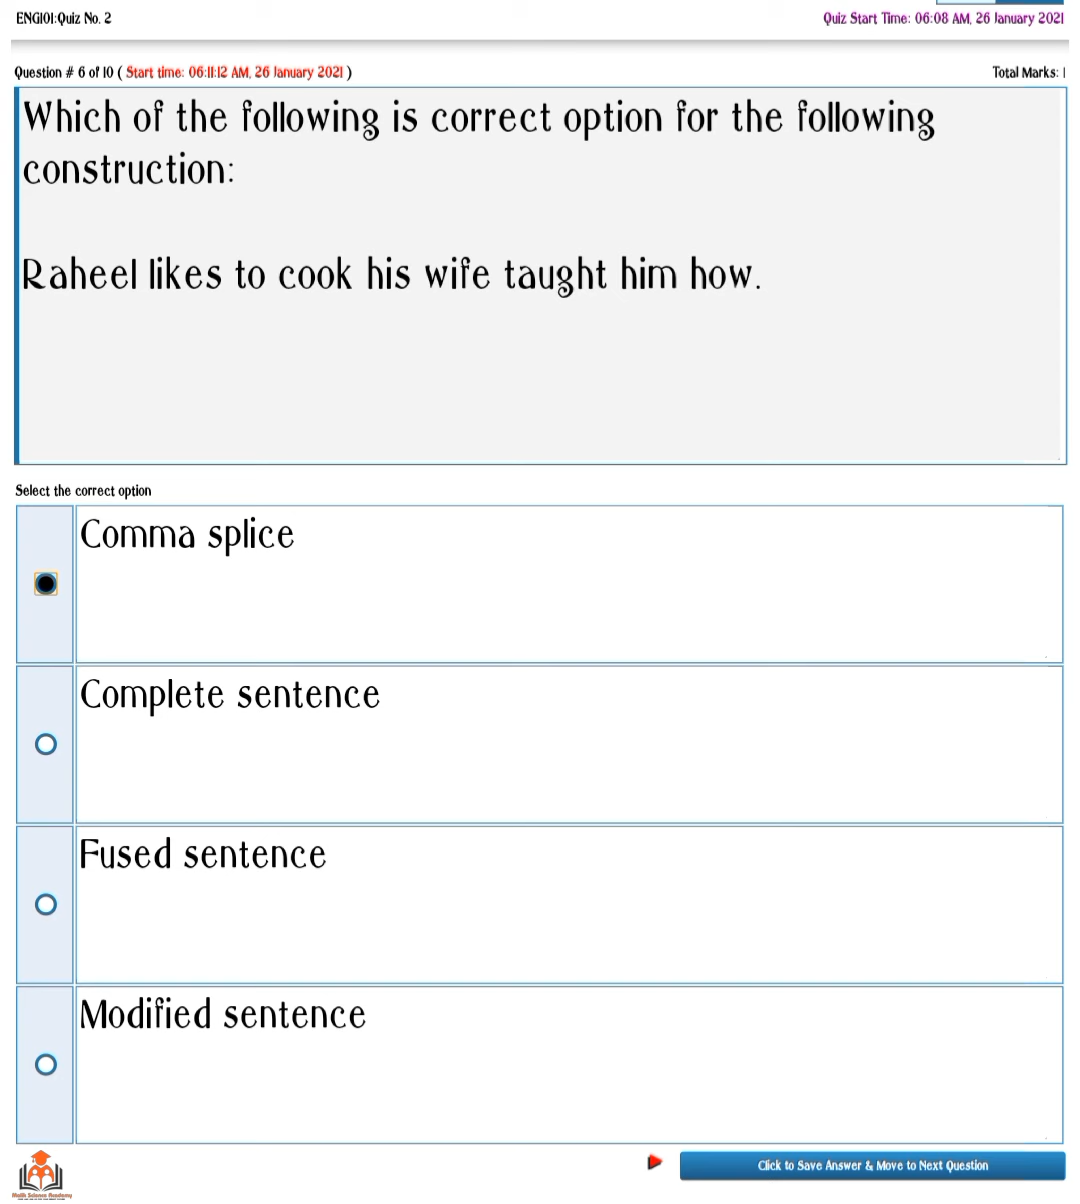 ENG101:Quiz No. 2
Quiz Start Time: 06:08 AM, 26 January 2021
Question # 6 of 10 ( Start time: 06:11:12 AM, 26 January 2021 )
Total Marks: 1
Which of the following is correct option for the following
construction:
Raheel likes to cook his wife taught him how.
Select the correct option
Comma splice
Complete sentence
Fused sentence
Modified sentence
Click to Save Answer & Move to Next Question
Malik Science Academy